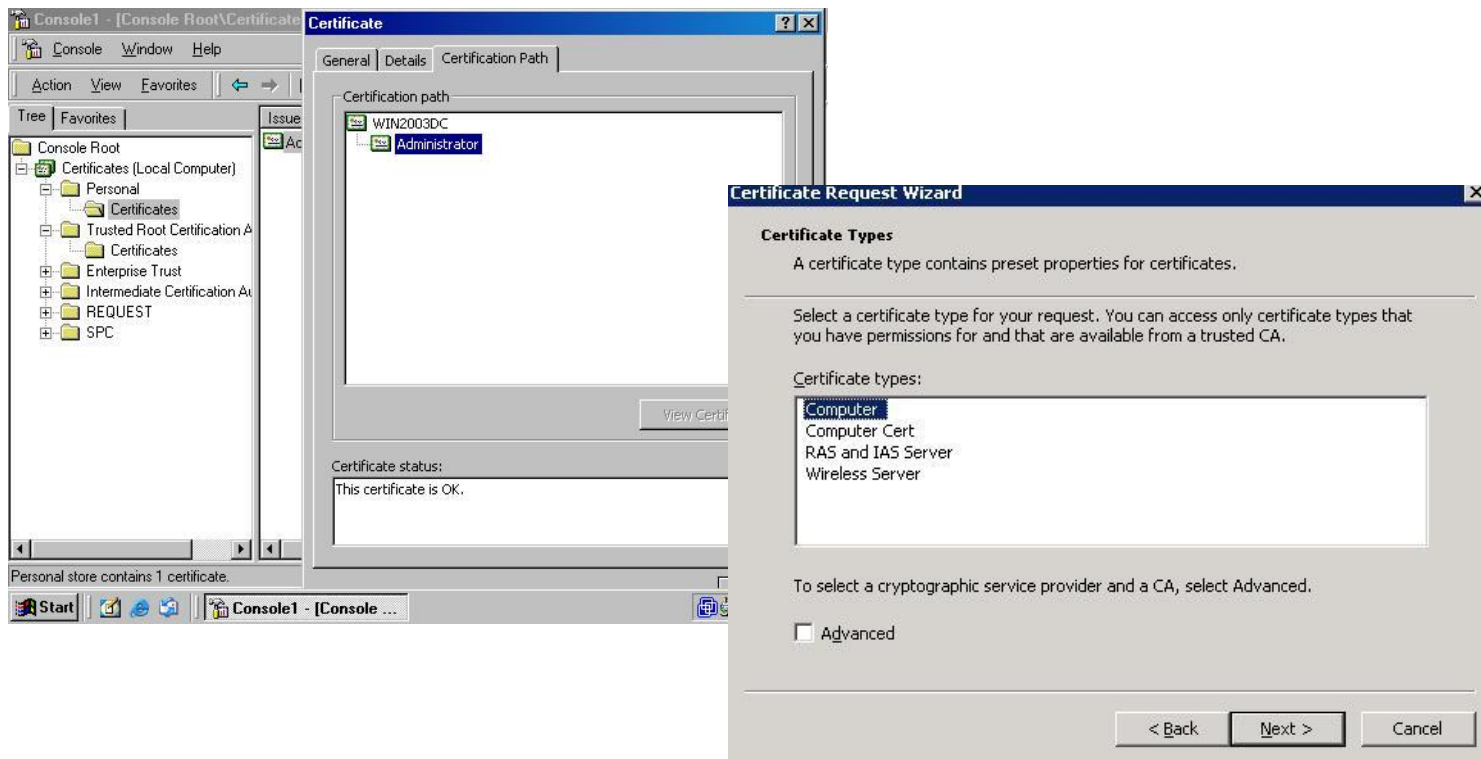 Console1 - [Console Root\Certificate
Console Window Help
Action View Favorites
Tree Favorites
Console Root
Certificates (Local Computer)
Personal
Certificates
Trusted Root Certification A
Certificates
Enterprise Trust
Intermediate Certification Au
REQUEST
SPC
Issue
Ac
Personal store contains 1 certificate.
Certificate
General Details Certification Path
Certification path
WIN2003DC
Administrator
View Certif
Certificate status:
This certificate is OK.
Start Console1 - [Console ...
Certificate Request Wizard
Certificate Types
A certificate type contains preset properties for certificates.
Select a certificate type for your request. You can access only certificate types that
you have permissions for and that are available from a trusted CA.
Certificate types:
Computer
Computer Cert
RAS and IAS Server
Wireless Server
To select a cryptographic service provider and a CA, select Advanced.
Advanced
< Back Next > Cancel